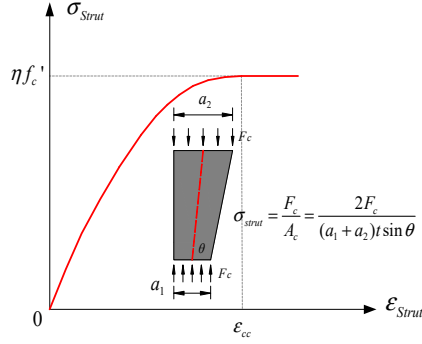 σ_Strut
ηf_c'
a_2
F_c
σ_strut = F_c/A_c = 2F_c/((a_1 + a_2)t sin θ)
θ
F_c
a_1
0
ε_Strut
ε_cc